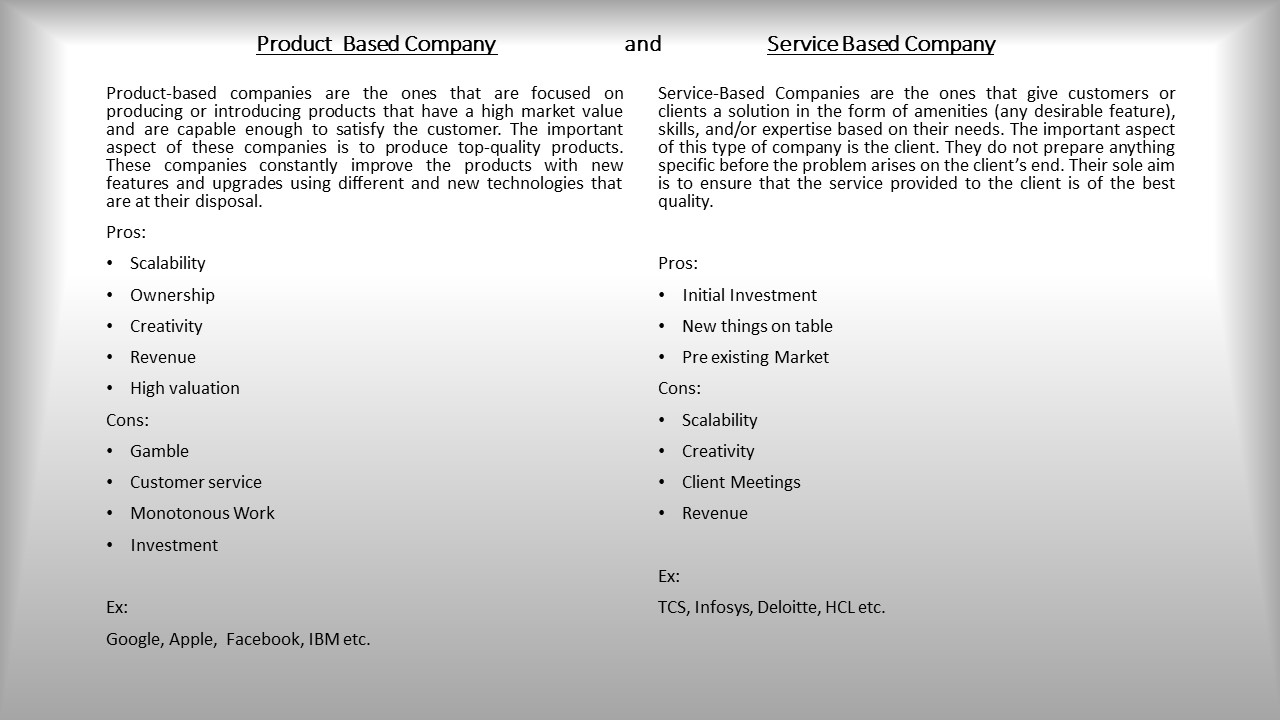 Product Based Company and Service Based Company
Product-based companies are the ones that are focused on
producing or introducing products that have a high market value
and are capable enough to satisfy the customer. The important
aspect of these companies is to produce top-quality products.
These companies constantly improve the products with new
features and upgrades using different and new technologies that
are at their disposal.
Pros:
• Scalability
• Ownership
• Creativity
• Revenue
• High valuation
Cons:
• Gamble
• Customer service
• Monotonous Work
• Investment
Ex:
Google, Apple, Facebook, IBM etc.
Service-Based Companies are the ones that give customers or
clients a solution in the form of amenities (any desirable feature),
skills, and/or expertise based on their needs. The important aspect
of this type of company is the client. They do not prepare anything
specific before the problem arises on the client’s end. Their sole aim
is to ensure that the service provided to the client is of the best
quality.
Pros:
• Initial Investment
• New things on table
• Pre existing Market
Cons:
• Scalability
• Creativity
• Client Meetings
• Revenue
Ex:
TCS, Infosys, Deloitte, HCL etc.